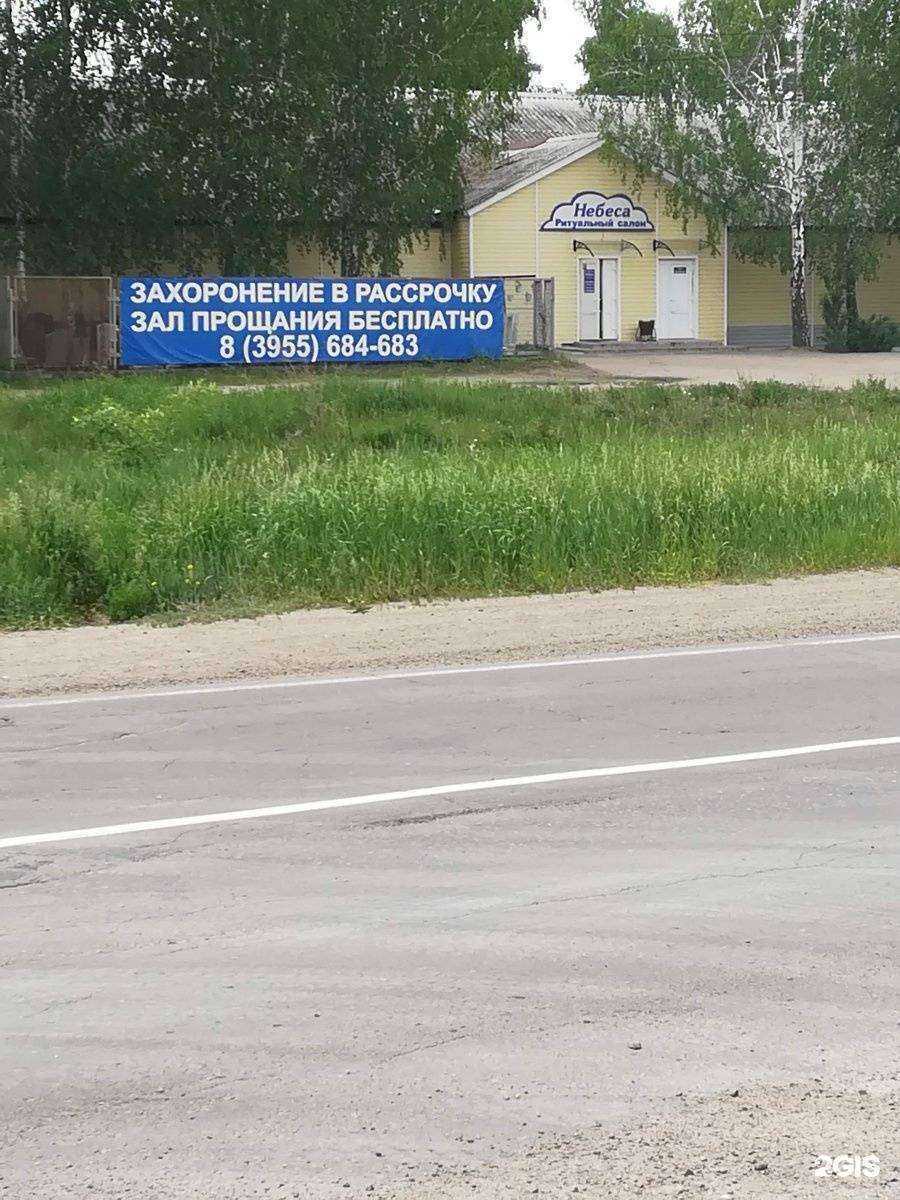 Небеса
Ритуальный салон
ЗАХОРОНЕНИЕ В РАССРОЧКУ
ЗАЛ ПРОЩАНИЯ БЕСПЛАТНО
8 (3955) 684-683
2GIS